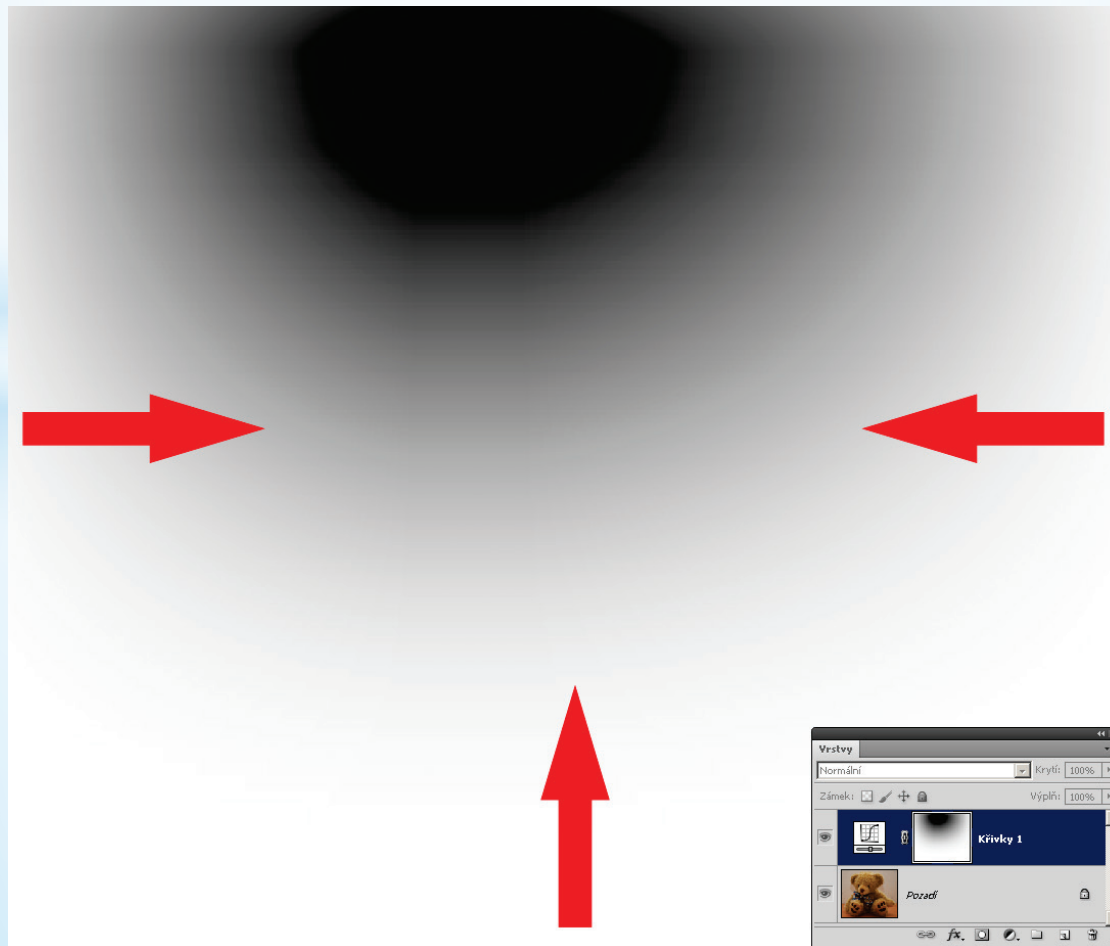 Vrstvy
Normální Krytí: 100%
Zámek: Výplň: 100%
Křivky 1
Pozadí
fx.